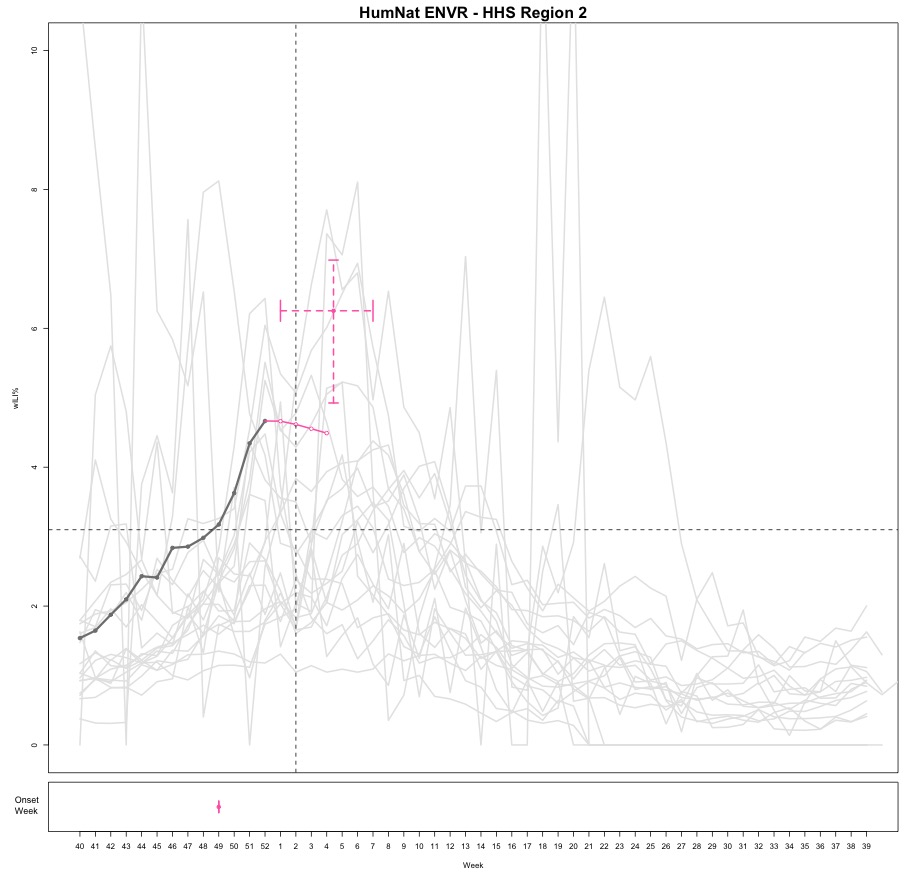 HumNat ENVR - HHS Region 2
10
8
6
4
2
0
wILI%
Onset
Week
40 41 42 43 44 45 46 47 48 49 50 51 52 1 2 3 4 5 6 7 8 9 10 11 12 13 14 15 16 17 18 19 20 21 22 23 24 25 26 27 28 29 30 31 32 33 34 35 36 37 38 39
Week